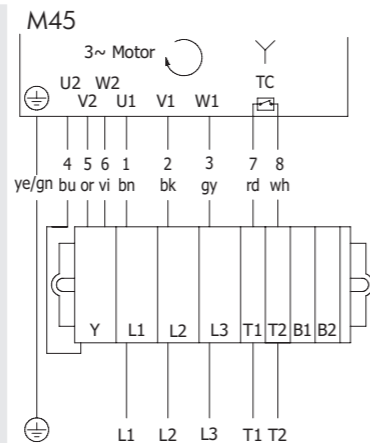 M45
3~ Motor
TC
U2 W2
V2 U1 V1 W1
4 5 6 1 2 3 7 8
ye/gn bu or vi bn bk gy rd wh
Y L1 L2 L3 T1 T2 B1 B2
L1 L2 L3 T1 T2